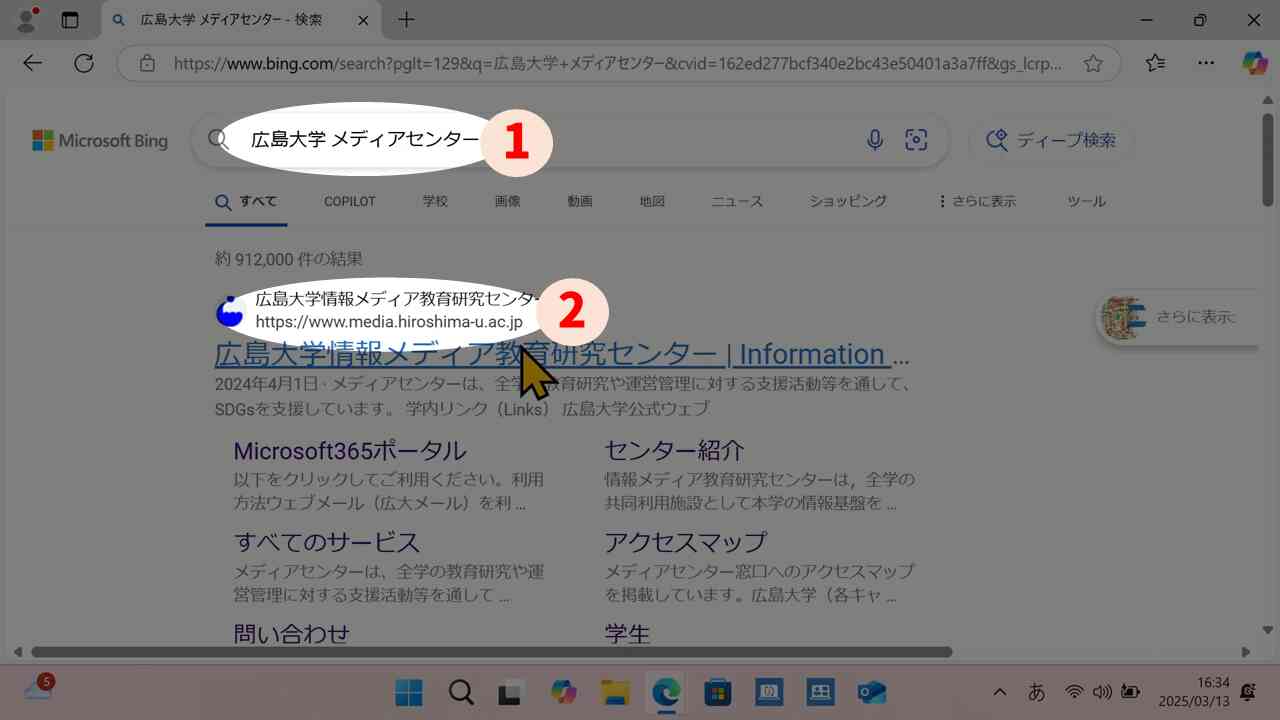 広島大学 メディアセンター - 検索
https://www.bing.com/search?pglt=129&q=広島大学+メディアセンター&cvid=162ed277bcf340e2bc43e50401a3a7ff&gs_lcrp...
Microsoft Bing
広島大学 メディアセンター
1
ディープ検索
すべて
COPILOT
学校
画像
動画
地図
ニュース
ショッピング
さらに表示
ツール
約 912,000 件の結果
広島大学情報メディア教育研究センター
2
https://www.media.hiroshima-u.ac.jp
さらに表示
広島大学情報メディア教育研究センター | Information ...
2024年4月1日 · メディアセンターは、全学の教育研究や運営管理に対する支援活動等を通して、
SDGsを支援しています。 学内リンク（Links） 広島大学公式ウェブ
Microsoft365ポータル
以下をクリックしてご利用ください。利用
方法ウェブメール（広大メール）を利 ...
センター紹介
情報メディア教育研究センターは，全学の
共同利用施設として本学の情報基盤を ...
すべてのサービス
メディアセンターは、全学の教育研究や運
営管理に対する支援活動等を通して ...
アクセスマップ
メディアセンター窓口へのアクセスマップ
を掲載しています。広島大学（各キャ ...
問い合わせ
学生
5
あ
16:34
2025/03/13